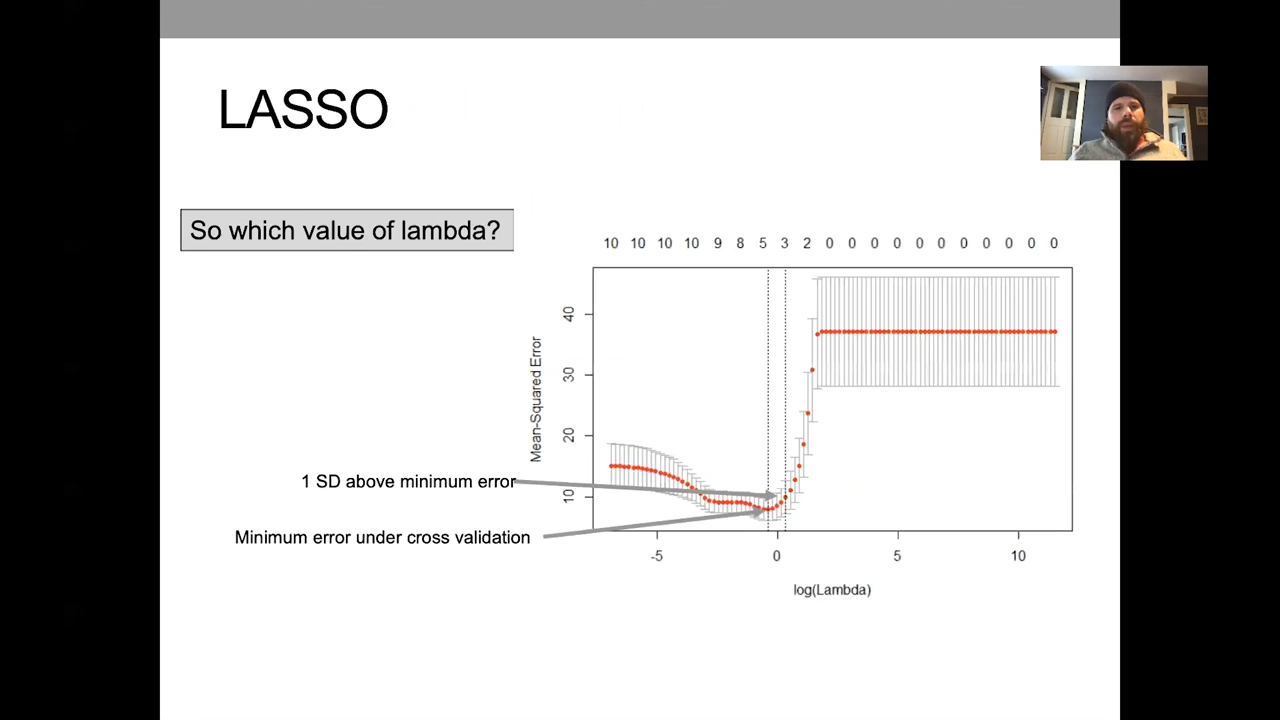 LASSO
So which value of lambda?
10 10 10 10 9 8 5 3 2 0 0 0 0 0 0 0 0 0 0 0
40
30
20
10
Mean-Squared Error
1 SD above minimum error
Minimum error under cross validation
-5 0 5 10
log(Lambda)